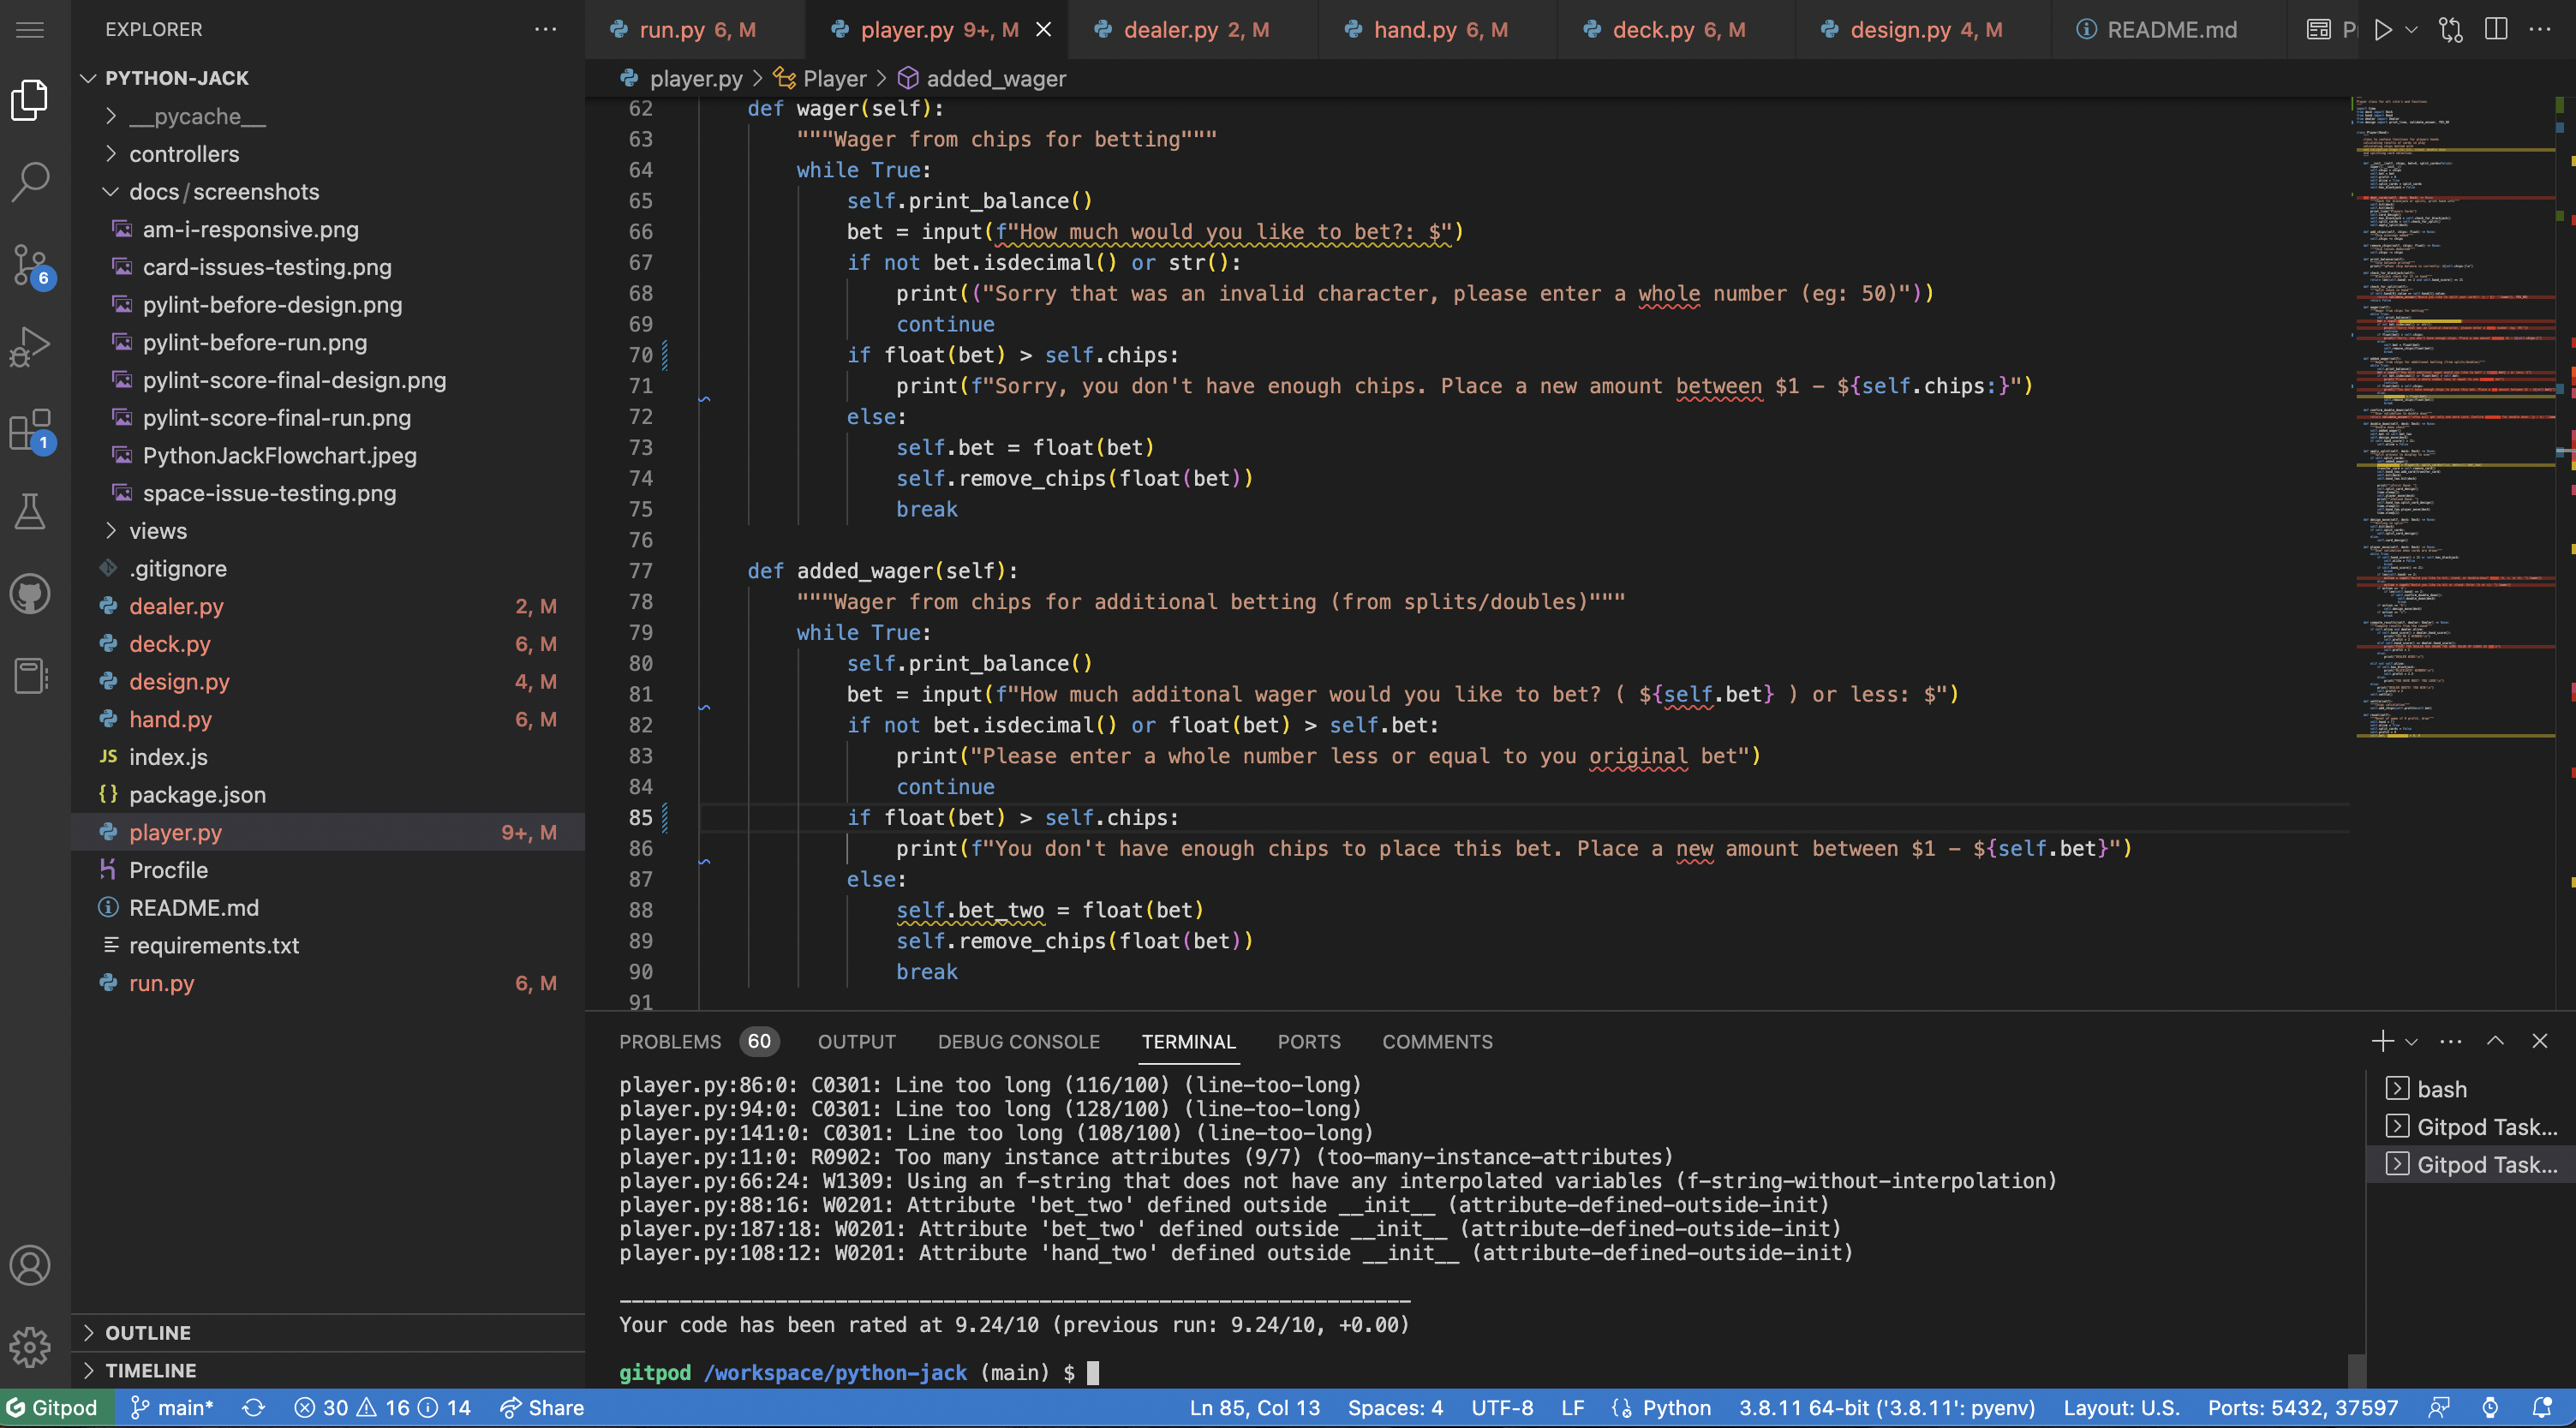 EXPLORER
PYTHON-JACK
__pycache__
controllers
docs/screenshots
am-i-responsive.png
card-issues-testing.png
pylint-before-design.png
pylint-before-run.png
pylint-score-final-design.png
pylint-score-final-run.png
PythonJackFlowchart.jpeg
space-issue-testing.png
views
.gitignore
dealer.py 2, M
deck.py 6, M
design.py 4, M
hand.py 6, M
JS index.js
{} package.json
player.py 9+, M
Procfile
README.md
requirements.txt
run.py 6, M
OUTLINE
TIMELINE
6
1
run.py 6, M player.py 9+, M dealer.py 2, M hand.py 6, M deck.py 6, M design.py 4, M README.md
player.py > Player > added_wager
62 def wager(self):
63 """Wager from chips for betting"""
64 while True:
65 self.print_balance()
66 bet = input(f"How much would you like to bet?: $")
67 if not bet.isdecimal() or str():
68 print(("Sorry that was an invalid character, please enter a whole number (eg: 50)"))
69 continue
70 if float(bet) > self.chips:
71 print(f"Sorry, you don't have enough chips. Place a new amount between $1 - ${self.chips:}")
72 else:
73 self.bet = float(bet)
74 self.remove_chips(float(bet))
75 break
76
77 def added_wager(self):
78 """Wager from chips for additional betting (from splits/doubles)"""
79 while True:
80 self.print_balance()
81 bet = input(f"How much additonal wager would you like to bet? ( ${self.bet} ) or less: $")
82 if not bet.isdecimal() or float(bet) > self.bet:
83 print("Please enter a whole number less or equal to you original bet")
84 continue
85 if float(bet) > self.chips:
86 print(f"You don't have enough chips to place this bet. Place a new amount between $1 - ${self.bet}")
87 else:
88 self.bet_two = float(bet)
89 self.remove_chips(float(bet))
90 break
91
PROBLEMS 60 OUTPUT DEBUG CONSOLE TERMINAL PORTS COMMENTS
player.py:86:0: C0301: Line too long (116/100) (line-too-long)
player.py:94:0: C0301: Line too long (128/100) (line-too-long)
player.py:141:0: C0301: Line too long (108/100) (line-too-long)
player.py:11:0: R0902: Too many instance attributes (9/7) (too-many-instance-attributes)
player.py:66:24: W1309: Using an f-string that does not have any interpolated variables (f-string-without-interpolation)
player.py:88:16: W0201: Attribute 'bet_two' defined outside __init__ (attribute-defined-outside-init)
player.py:187:18: W0201: Attribute 'bet_two' defined outside __init__ (attribute-defined-outside-init)
player.py:108:12: W0201: Attribute 'hand_two' defined outside __init__ (attribute-defined-outside-init)
------------------------------------------------------------------
Your code has been rated at 9.24/10 (previous run: 9.24/10, +0.00)
gitpod /workspace/python-jack (main) $
bash
Gitpod Task...
Gitpod Task...
Gitpod main* 30 16 14 Share Ln 85, Col 13 Spaces: 4 UTF-8 LF Python 3.8.11 64-bit ('3.8.11': pyenv) Layout: U.S. Ports: 5432, 37597